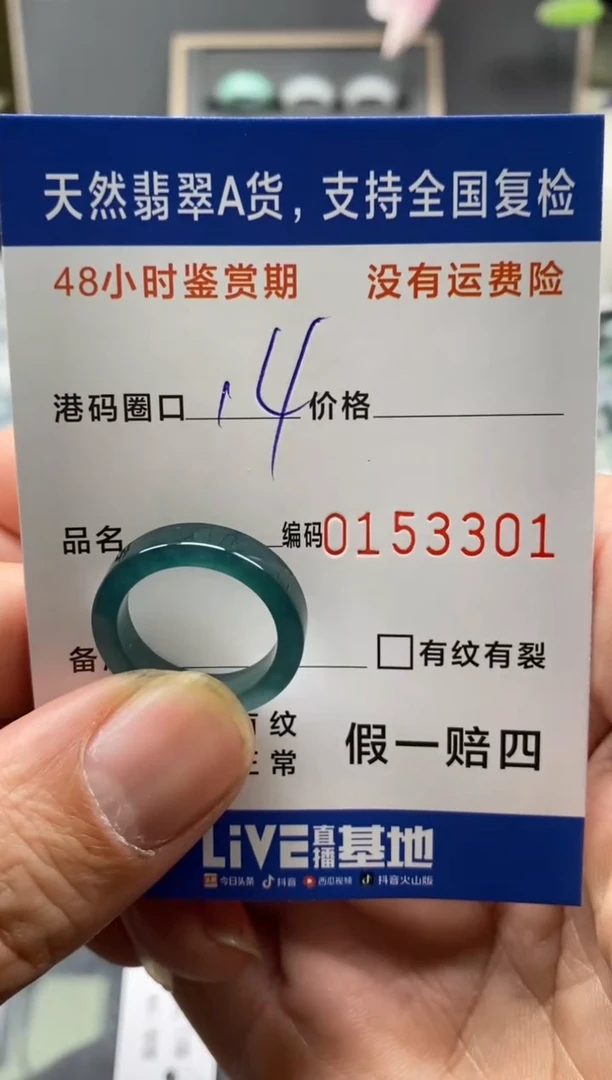 天然翡翠A货，支持全国复检
48小时鉴赏期 没有运费险
港码圈口 14 价格
品名 编码0153301
备 □有纹有裂
有纹
正常 假一赔四
LiVE直播基地
今日头条 抖音 西瓜视频 抖音火山版